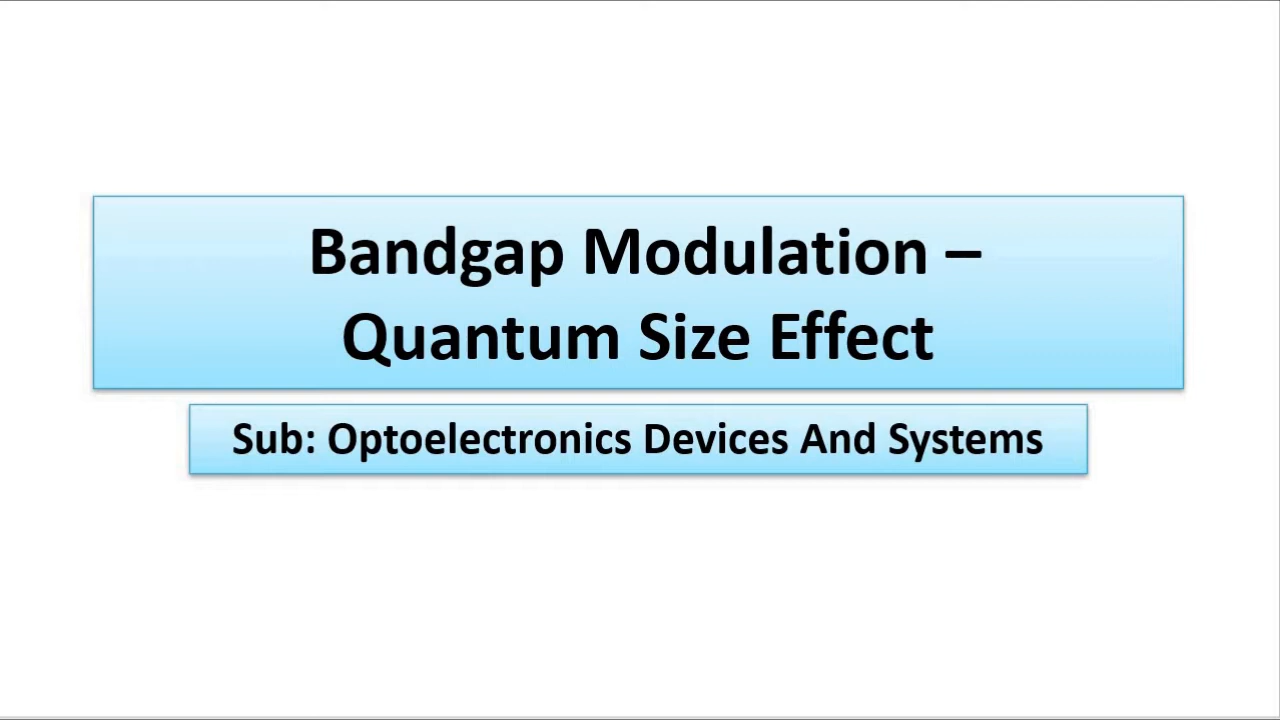 Bandgap Modulation –
Quantum Size Effect
Sub: Optoelectronics Devices And Systems